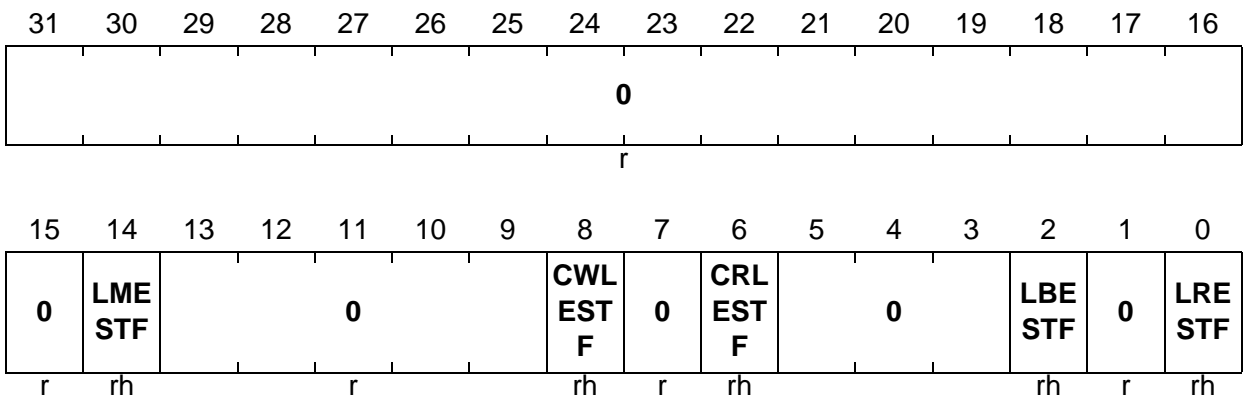 31 30 29 28 27 26 25 24 23 22 21 20 19 18 17 16
0
r
15 14 13 12 11 10 9 8 7 6 5 4 3 2 1 0
0 LME STF 0 CWL EST F 0 CRL EST F 0 LBE STF 0 LRE STF
r rh r rh r rh rh r rh